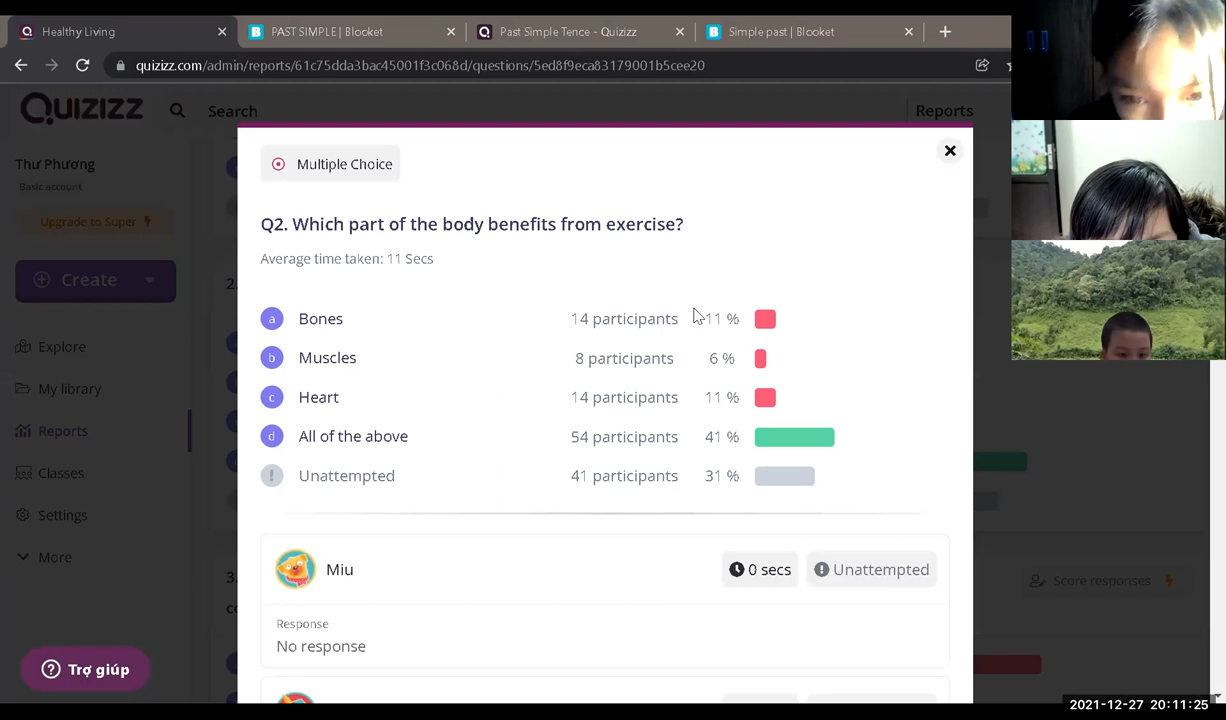 Healthy Living
PAST SIMPLE | Blooket
Past Simple Tence - Quizizz
Simple past | Blooket
quizizz.com/admin/reports/61c75dda3bac45001f3c068d/questions/5ed8f9eca83179001b5cee20
QUIZIZZ
Search
Reports
Thư Phương
Basic account
Upgrade to Super
Create
Explore
My library
Reports
Classes
Settings
More
Trợ giúp
Multiple Choice
Q2. Which part of the body benefits from exercise?
Average time taken: 11 Secs
a Bones 14 participants 11 %
b Muscles 8 participants 6 %
c Heart 14 participants 11 %
d All of the above 54 participants 41 %
! Unattempted 41 participants 31 %
Miu 0 secs Unattempted
Response
No response
2.
3.
co
Score responses
2021-12-27 20:11:25